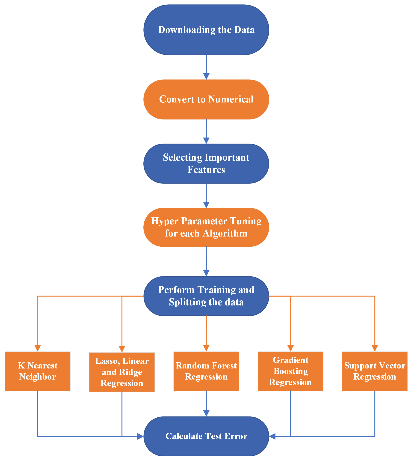 Downloading the Data
Convert to Numerical
Selecting Important
Features
Hyper Parameter Tuning
for each Algorithm
Perform Training and
Splitting the data
K Nearest
Neighbor
Lasso, Linear
and Ridge
Regression
Random Forest
Regression
Gradient
Boosting
Regression
Support Vector
Regression
Calculate Test Error